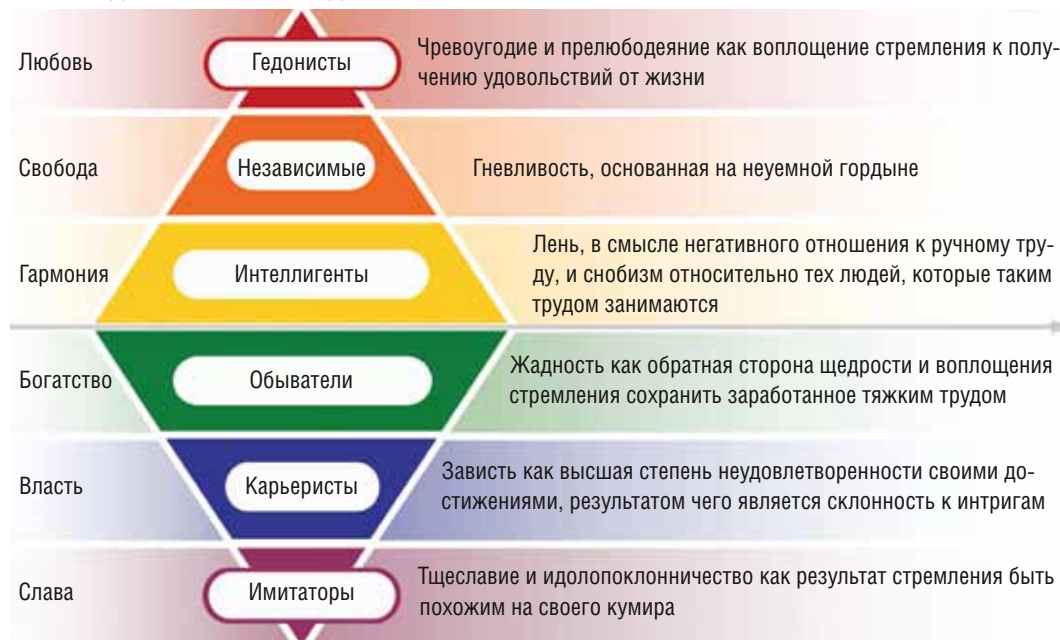 Любовь
Гедонисты
Чревоугодие и прелюбодеяние как воплощение стремления к полу-
чению удовольствий от жизни
Свобода
Независимые
Гневливость, основанная на неуемной гордыне
Гармония
Интеллигенты
Лень, в смысле негативного отношения к ручному тру-
ду, и снобизм относительно тех людей, которые таким
трудом занимаются
Богатство
Обыватели
Жадность как обратная сторона щедрости и воплощения
стремления сохранить заработанное тяжким трудом
Власть
Карьеристы
Зависть как высшая степень неудовлетворенности своими до-
стижениями, результатом чего является склонность к интригам
Слава
Имитаторы
Тщеславие и идолопоклонничество как результат стремления быть
похожим на своего кумира